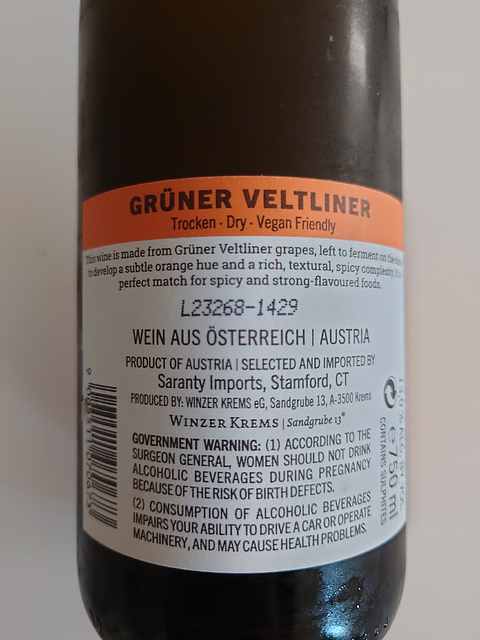 GRÜNER VELTLINER
Trocken - Dry - Vegan Friendly
This wine is made from Grüner Veltliner grapes, left to ferment on the
to develop a subtle orange hue and a rich, textural, spicy complexity.
perfect match for spicy and strong-flavoured foods.
L23268-1429
WEIN AUS ÖSTERREICH | AUSTRIA
PRODUCT OF AUSTRIA | SELECTED AND IMPORTED BY
Saranty Imports, Stamford, CT
PRODUCED BY: WINZER KREMS eG, Sandgrube 13, A-3500 Krems
WINZER KREMS | Sandgrube 13®
GOVERNMENT WARNING: (1) ACCORDING TO THE
SURGEON GENERAL, WOMEN SHOULD NOT DRINK
ALCOHOLIC BEVERAGES DURING PREGNANCY
BECAUSE OF THE RISK OF BIRTH DEFECTS.
(2) CONSUMPTION OF ALCOHOLIC BEVERAGES
IMPAIRS YOUR ABILITY TO DRIVE A CAR OR OPERATE
MACHINERY, AND MAY CAUSE HEALTH PROBLEMS.
750 ml
CONTAINS SULPHITES